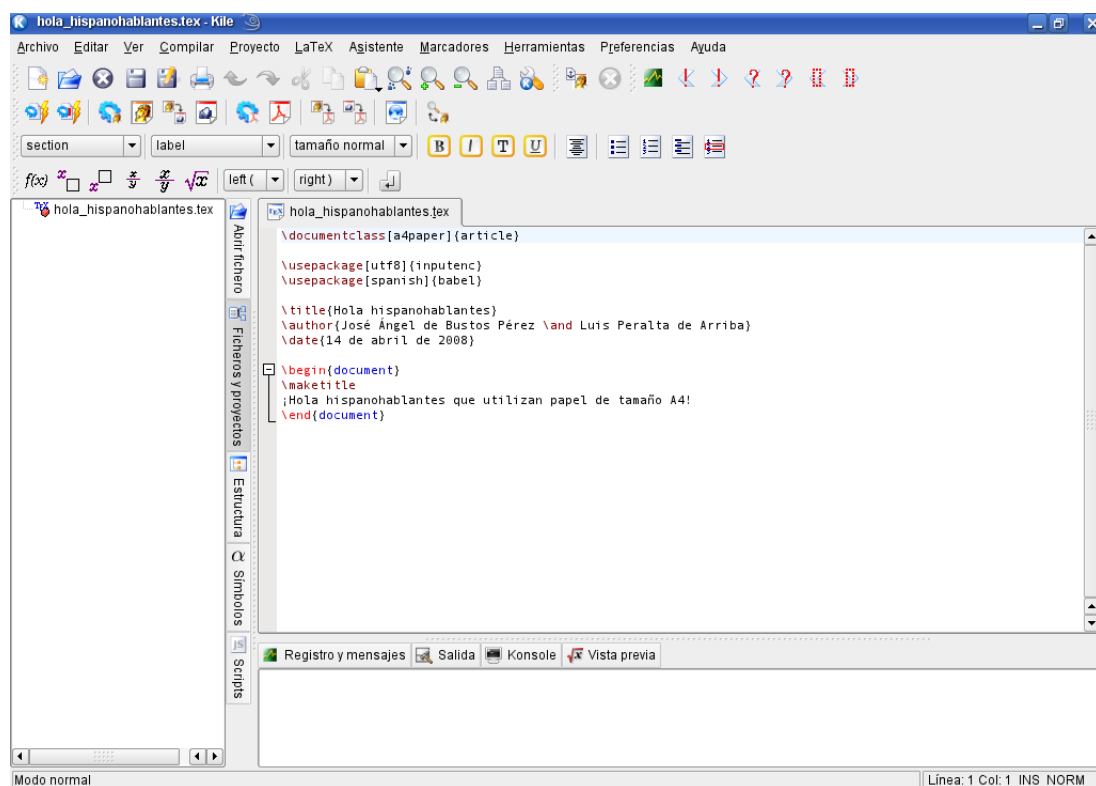 hola_hispanohablantes.tex - Kile
Archivo Editar Ver Compilar Proyecto LaTeX Asistente Marcadores Herramientas Preferencias Ayuda
section label tamaño normal B I T U
f(x) x x x y x y √x left ( right )
hola_hispanohablantes.tex
Abrir fichero
Ficheros y proyectos
Estructura
α Símbolos
JS Scripts
hola_hispanohablantes.tex
\documentclass[a4paper]{article}
\usepackage[utf8]{inputenc}
\usepackage[spanish]{babel}
\title{Hola hispanohablantes}
\author{José Ángel de Bustos Pérez \and Luis Peralta de Arriba}
\date{14 de abril de 2008}
\begin{document}
\maketitle
¡Hola hispanohablantes que utilizan papel de tamaño A4!
\end{document}
Registro y mensajes Salida Konsole Vista previa
Modo normal
Línea: 1 Col: 1 INS NORM